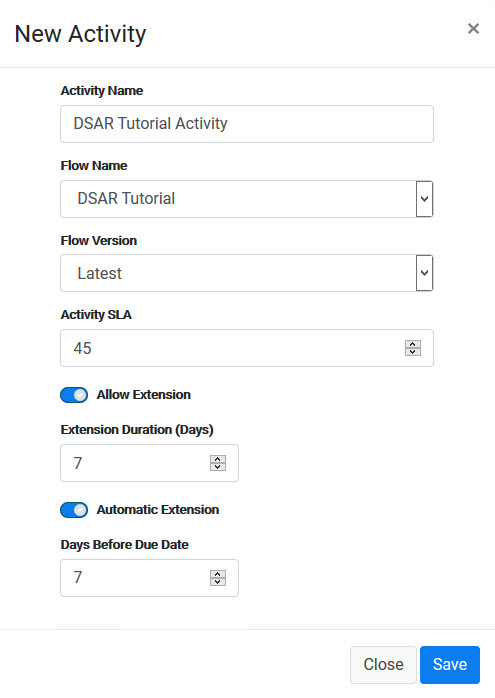 New Activity
×
Activity Name
DSAR Tutorial Activity
Flow Name
DSAR Tutorial
Flow Version
Latest
Activity SLA
45
Allow Extension
Extension Duration (Days)
7
Automatic Extension
Days Before Due Date
7
Close Save